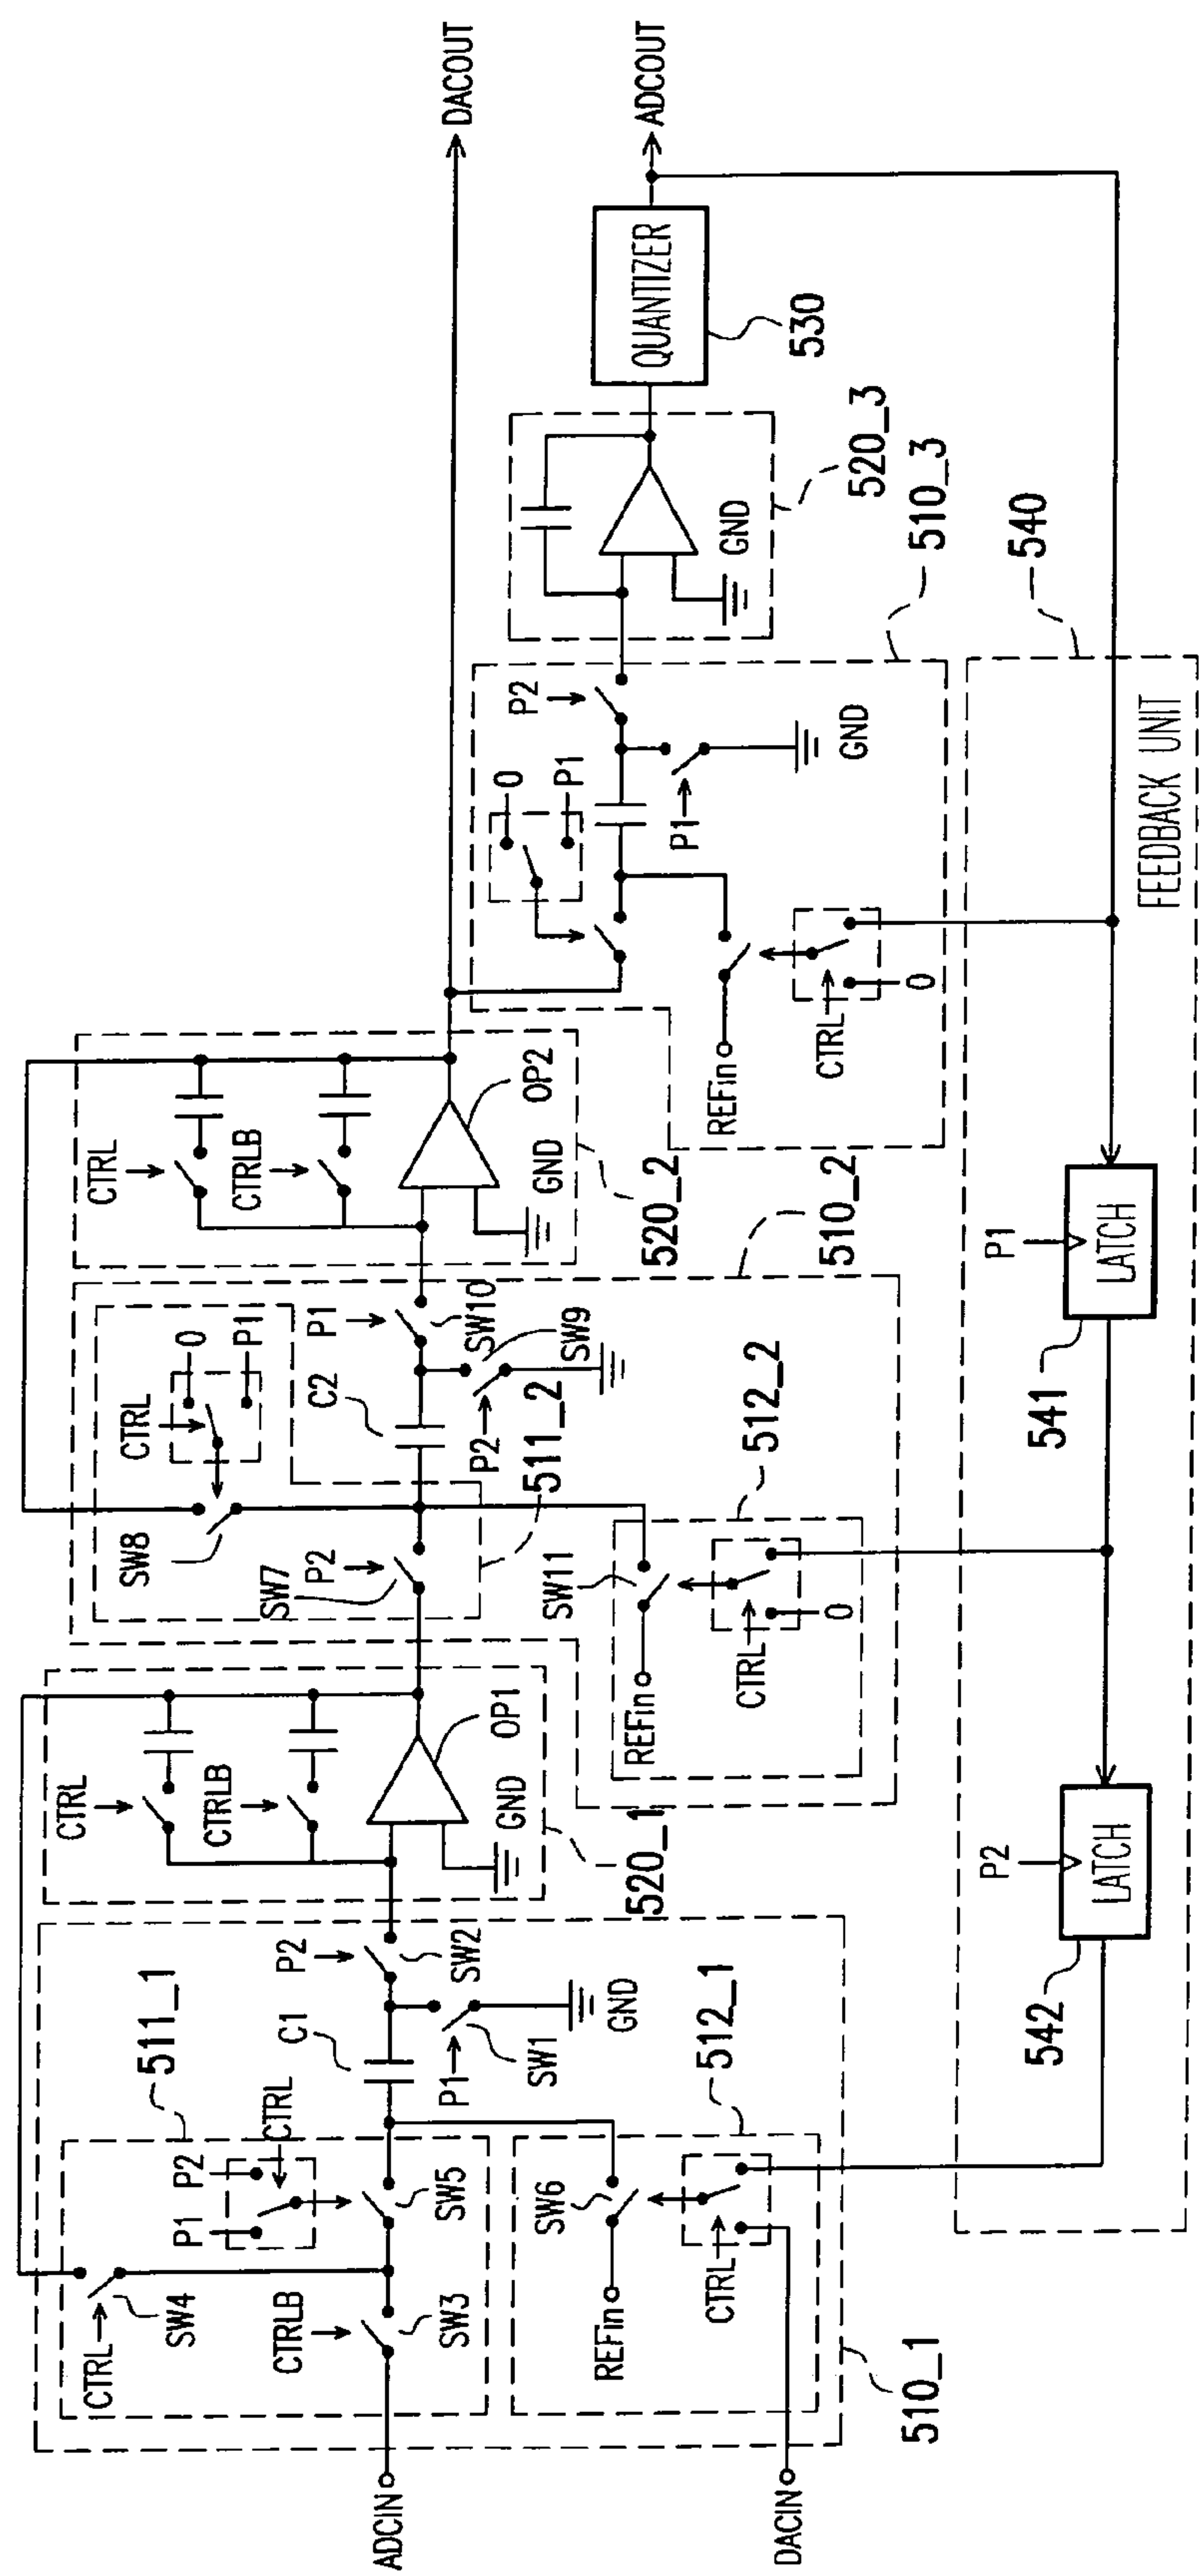 ADCIN
DACIN
510_1
511_1
CTRL
SW4
CTRLB
SW3
P1
P2
CTRL
SW5
REFin
SW6
CTRL
512_1
C1
P1
SW1
GND
P2
SW2
520_1
CTRL
CTRLB
GND
OP1
510_2
511_2
SW7
P2
SW8
CTRL
0
P1
C2
P2
SW9
P1
SW10
REFin
SW11
CTRL
0
512_2
520_2
CTRL
CTRLB
GND
OP2
510_3
REFin
CTRL
0
0
P1
P1
GND
P2
520_3
GND
QUANTIZER
530
DACOUT
ADCOUT
540
FEEDBACK UNIT
P1
LATCH
541
P2
LATCH
542